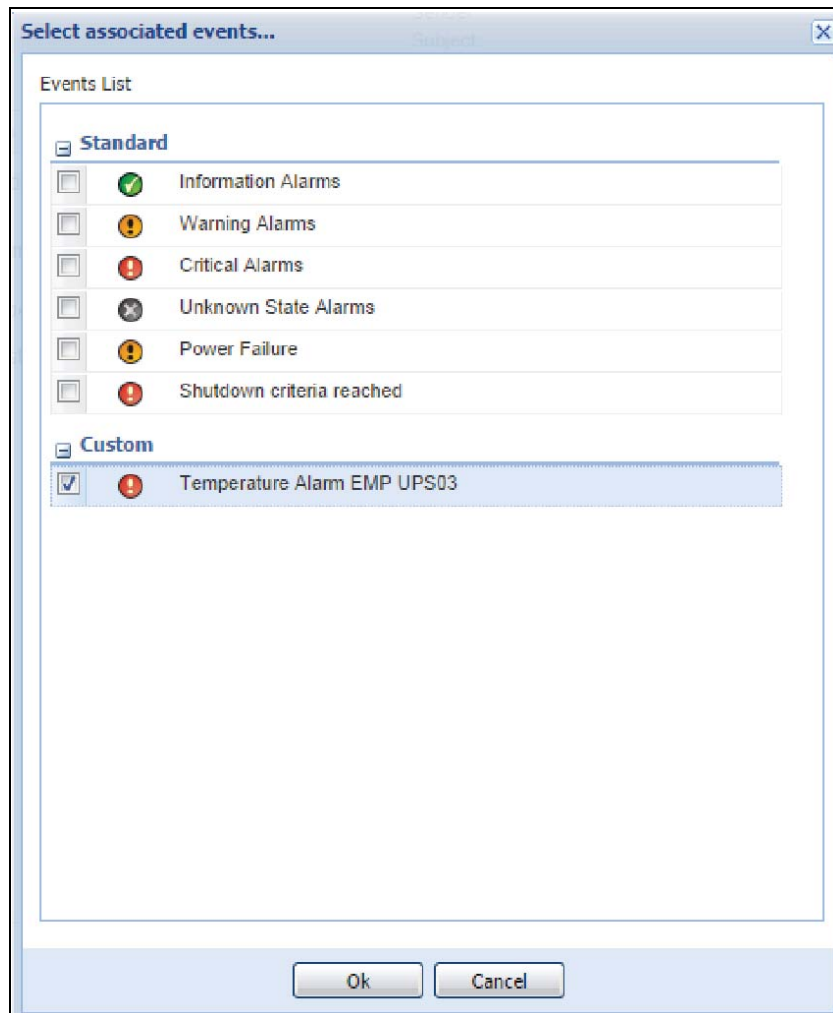 Select associated events...
Subject
Events List
Standard
Information Alarms
Warning Alarms
Critical Alarms
Unknown State Alarms
Power Failure
Shutdown criteria reached
Custom
Temperature Alarm EMP UPS03
Ok
Cancel